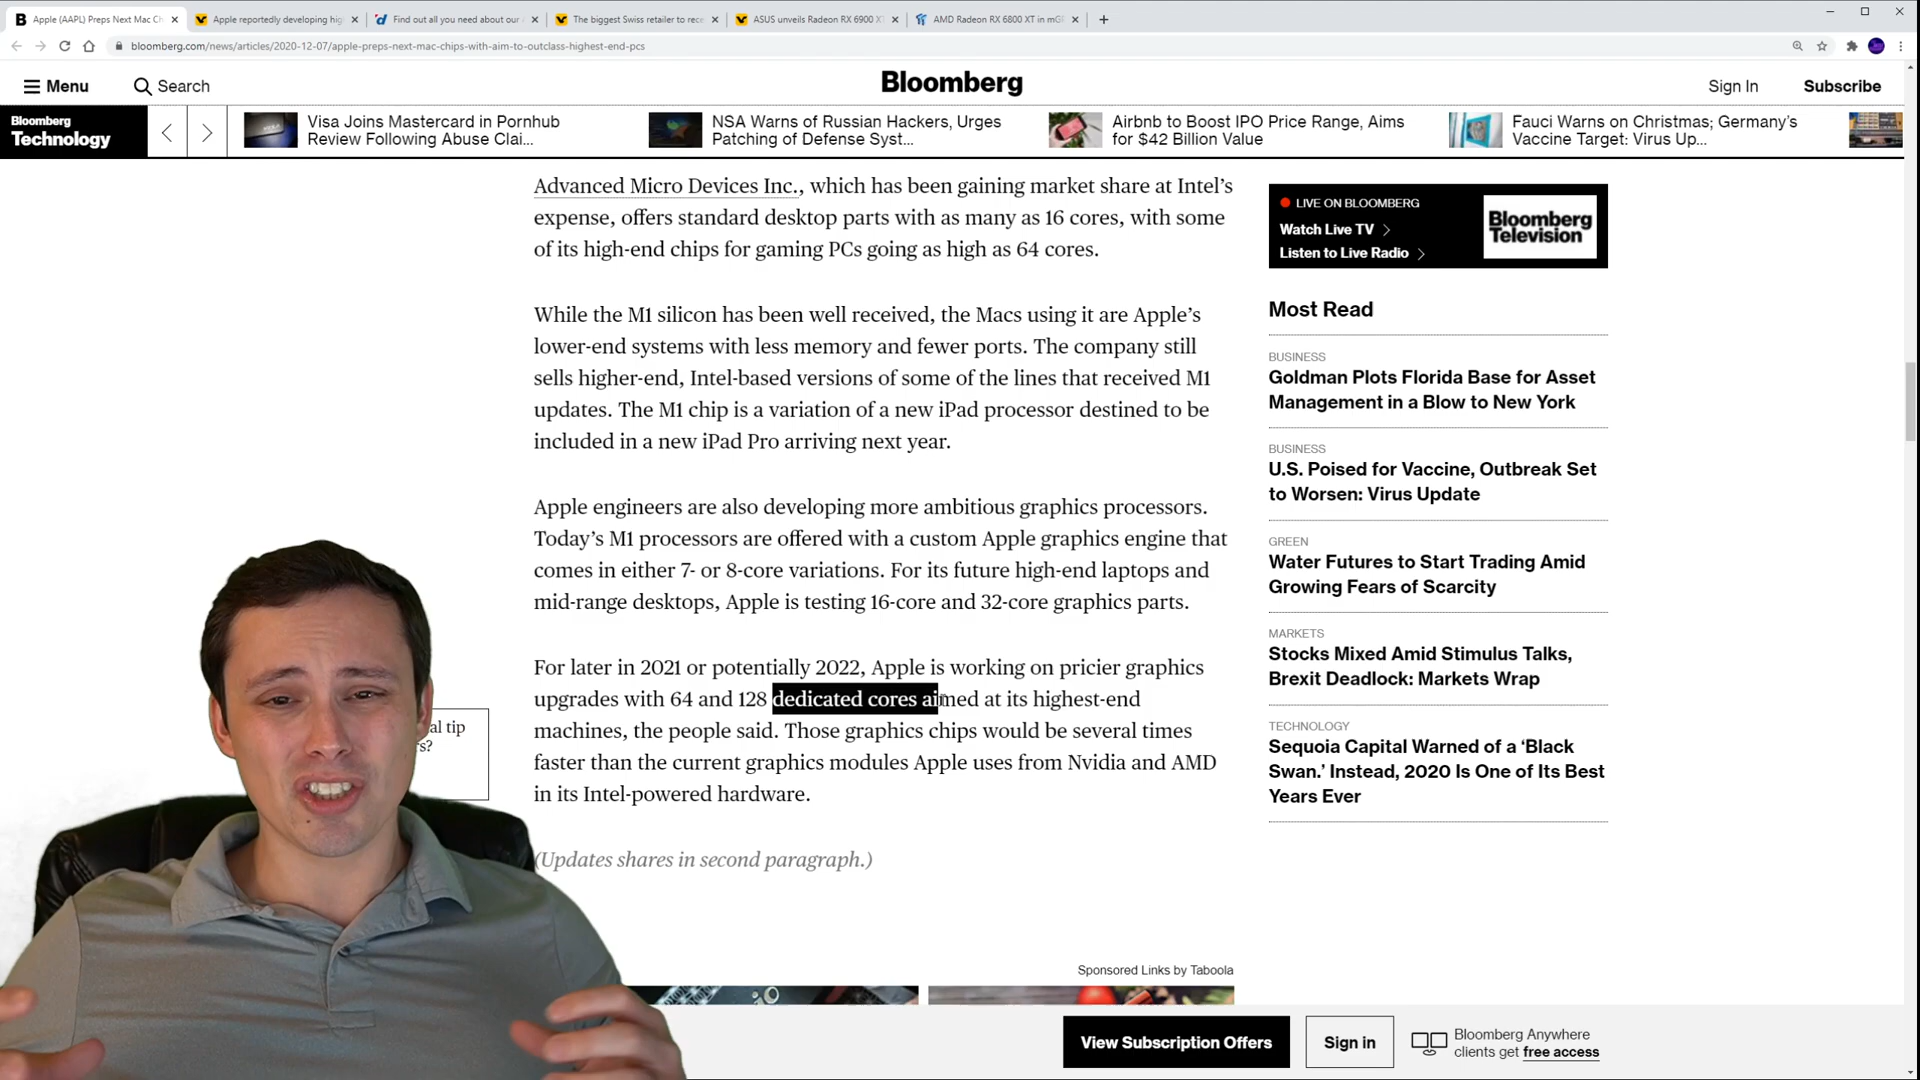 Apple (AAPL) Preps Next Mac Ch
Apple reportedly developing hig
Find out all you need about our
The biggest Swiss retailer to rece
ASUS unveils Radeon RX 6900 XT
AMD Radeon RX 6800 XT in mG
bloomberg.com/news/articles/2020-12-07/apple-preps-next-mac-chips-with-aim-to-outclass-highest-end-pcs
Menu
Search
Bloomberg
Sign In
Subscribe
Bloomberg
Technology
Visa Joins Mastercard in Pornhub
Review Following Abuse Clai...
NSA Warns of Russian Hackers, Urges
Patching of Defense Syst...
Airbnb to Boost IPO Price Range, Aims
for $42 Billion Value
Fauci Warns on Christmas; Germany's
Vaccine Target: Virus Up...
Advanced Micro Devices Inc., which has been gaining market share at Intel's
expense, offers standard desktop parts with as many as 16 cores, with some
of its high-end chips for gaming PCs going as high as 64 cores.
While the M1 silicon has been well received, the Macs using it are Apple's
lower-end systems with less memory and fewer ports. The company still
sells higher-end, Intel-based versions of some of the lines that received M1
updates. The M1 chip is a variation of a new iPad processor destined to be
included in a new iPad Pro arriving next year.
Apple engineers are also developing more ambitious graphics processors.
Today's M1 processors are offered with a custom Apple graphics engine that
comes in either 7- or 8-core variations. For its future high-end laptops and
mid-range desktops, Apple is testing 16-core and 32-core graphics parts.
For later in 2021 or potentially 2022, Apple is working on pricier graphics
upgrades with 64 and 128 dedicated cores aimed at its highest-end
machines, the people said. Those graphics chips would be several times
faster than the current graphics modules Apple uses from Nvidia and AMD
in its Intel-powered hardware.
(Updates shares in second paragraph.)
al tip
s?
Sponsored Links by Taboola
LIVE ON BLOOMBERG
Watch Live TV
Listen to Live Radio
Bloomberg
Television
Most Read
BUSINESS
Goldman Plots Florida Base for Asset
Management in a Blow to New York
BUSINESS
U.S. Poised for Vaccine, Outbreak Set
to Worsen: Virus Update
GREEN
Water Futures to Start Trading Amid
Growing Fears of Scarcity
MARKETS
Stocks Mixed Amid Stimulus Talks,
Brexit Deadlock: Markets Wrap
TECHNOLOGY
Sequoia Capital Warned of a 'Black
Swan.' Instead, 2020 Is One of Its Best
Years Ever
View Subscription Offers
Sign in
Bloomberg Anywhere
clients get free access